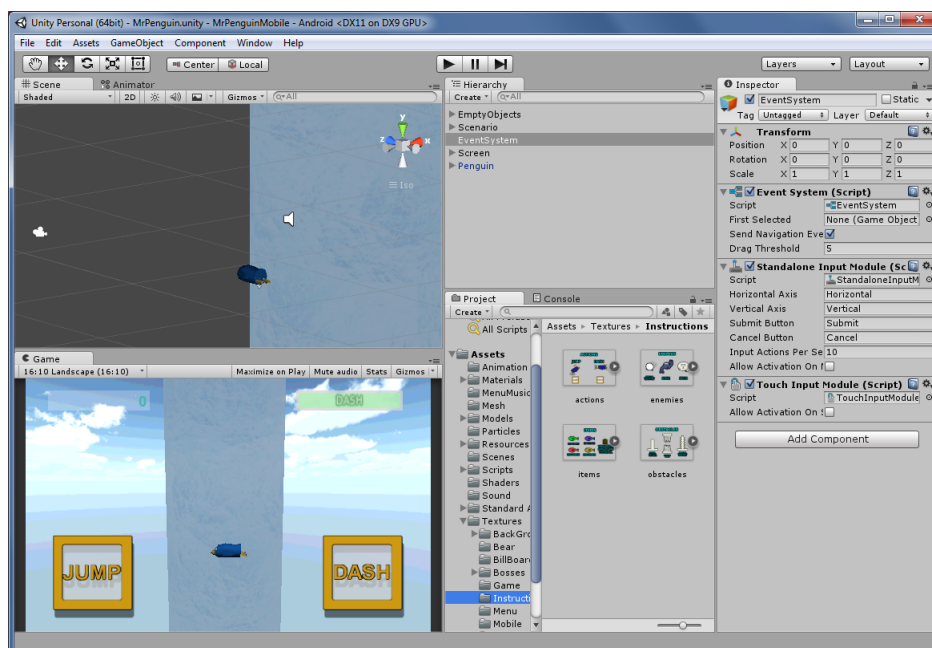 Unity Personal (64bit) - MrPenguin.unity - MrPenguinMobile - Android <DX11 on DX9 GPU>
File Edit Assets GameObject Component Window Help
Center Local
Layers Layout
Scene Animator
Shaded 2D Gizmos All
y
x
z
Iso
Game
16:10 Landscape (16:10) Maximize on Play Mute audio Stats Gizmos
0
DASH
JUMP
DASH
Hierarchy
Create All
EmptyObjects
Scenario
EventSystem
Screen
Penguin
Project Console
Create
All Scripts
Assets
Animation
Materials
MenuMusic
Mesh
Models
Particles
Resources
Scenes
Scripts
Shaders
Sound
Standard A
Textures
BackGro
Bear
BillBoar
Bosses
Game
Instructi
Menu
Mobile
Assets Textures Instructions
actions enemies
items obstacles
Inspector
EventSystem Static
Tag Untagged Layer Default
Transform
Position X 0 Y 0 Z 0
Rotation X 0 Y 0 Z 0
Scale X 1 Y 1 Z 1
Event System (Script)
Script EventSystem
First Selected None (Game Object
Send Navigation Eve
Drag Threshold 5
Standalone Input Module (Sc
Script StandaloneInputM
Horizontal Axis Horizontal
Vertical Axis Vertical
Submit Button Submit
Cancel Button Cancel
Input Actions Per Se 10
Allow Activation On
Touch Input Module (Script)
Script TouchInputModule
Allow Activation On
Add Component